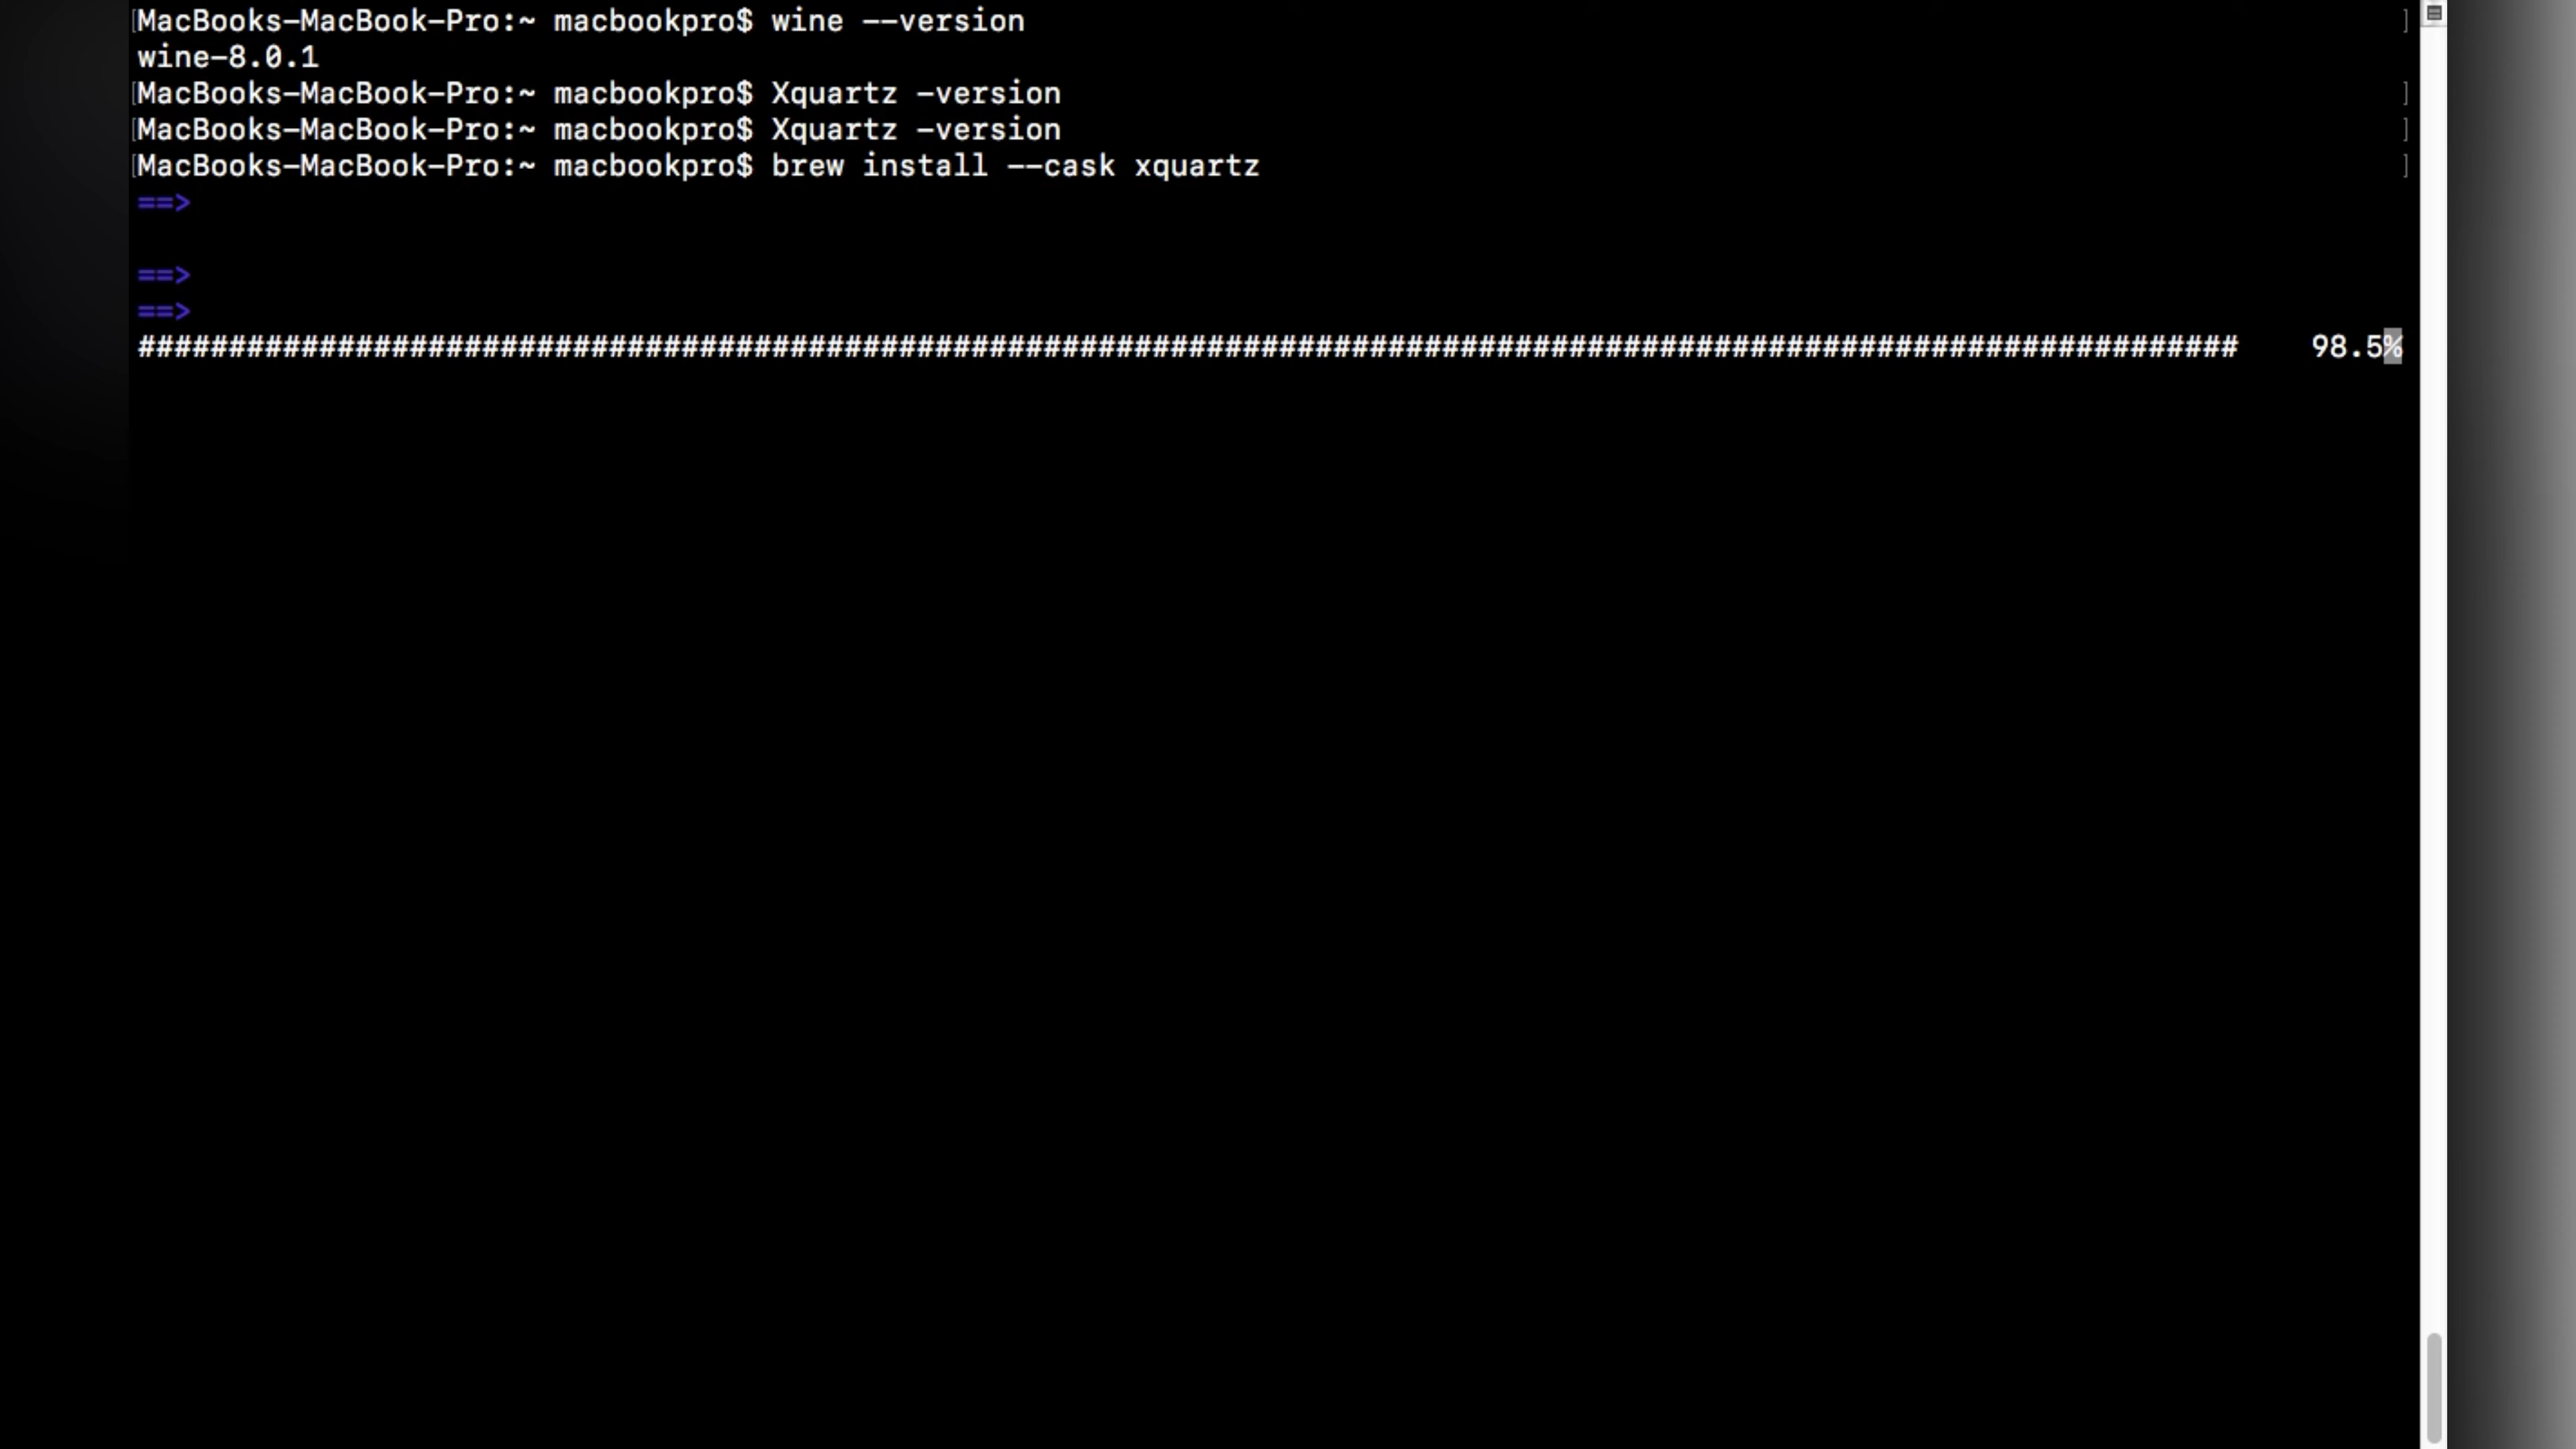 [MacBooks-MacBook-Pro:~ macbookpro$ wine --version ]
wine-8.0.1
[MacBooks-MacBook-Pro:~ macbookpro$ Xquartz -version ]
[MacBooks-MacBook-Pro:~ macbookpro$ Xquartz -version ]
[MacBooks-MacBook-Pro:~ macbookpro$ brew install --cask xquartz ]
==>
==>
==>
#################################################################################################################### 98.5%